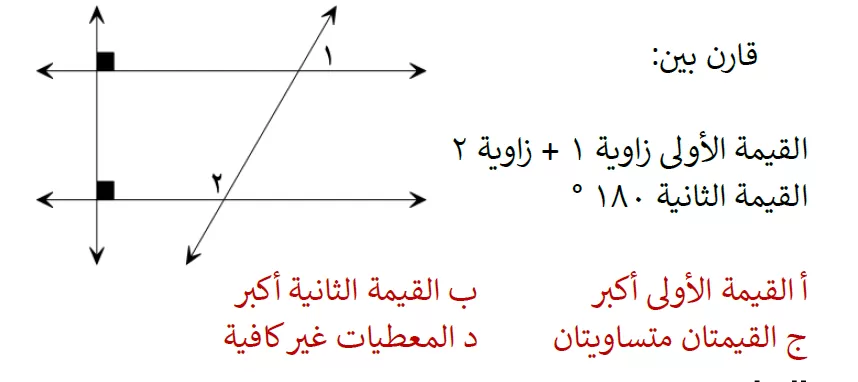 ١
٢
قارن بين:
القيمة الأولى زاوية ١ + زاوية ٢
القيمة الثانية ١٨٠ °
أ القيمة الأولى أكبر ب القيمة الثانية أكبر
ج القيمتان متساويتان د المعطيات غير كافية